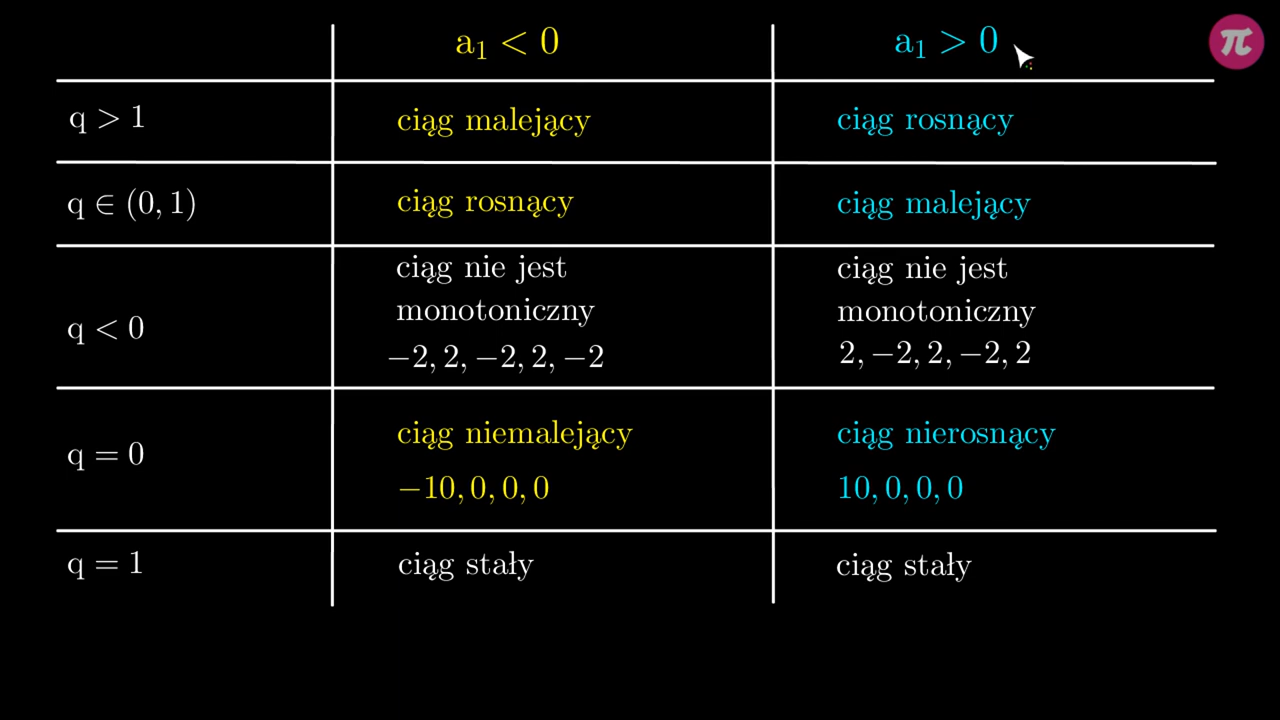 a₁ < 0
a₁ > 0
π
q > 1
ciąg malejący
ciąg rosnący
q ∈ (0, 1)
ciąg rosnący
ciąg malejący
q < 0
ciąg nie jest
monotoniczny
−2, 2, −2, 2, −2
ciąg nie jest
monotoniczny
2, −2, 2, −2, 2
q = 0
ciąg niemalejący
−10, 0, 0, 0
ciąg nierosnący
10, 0, 0, 0
q = 1
ciąg stały
ciąg stały